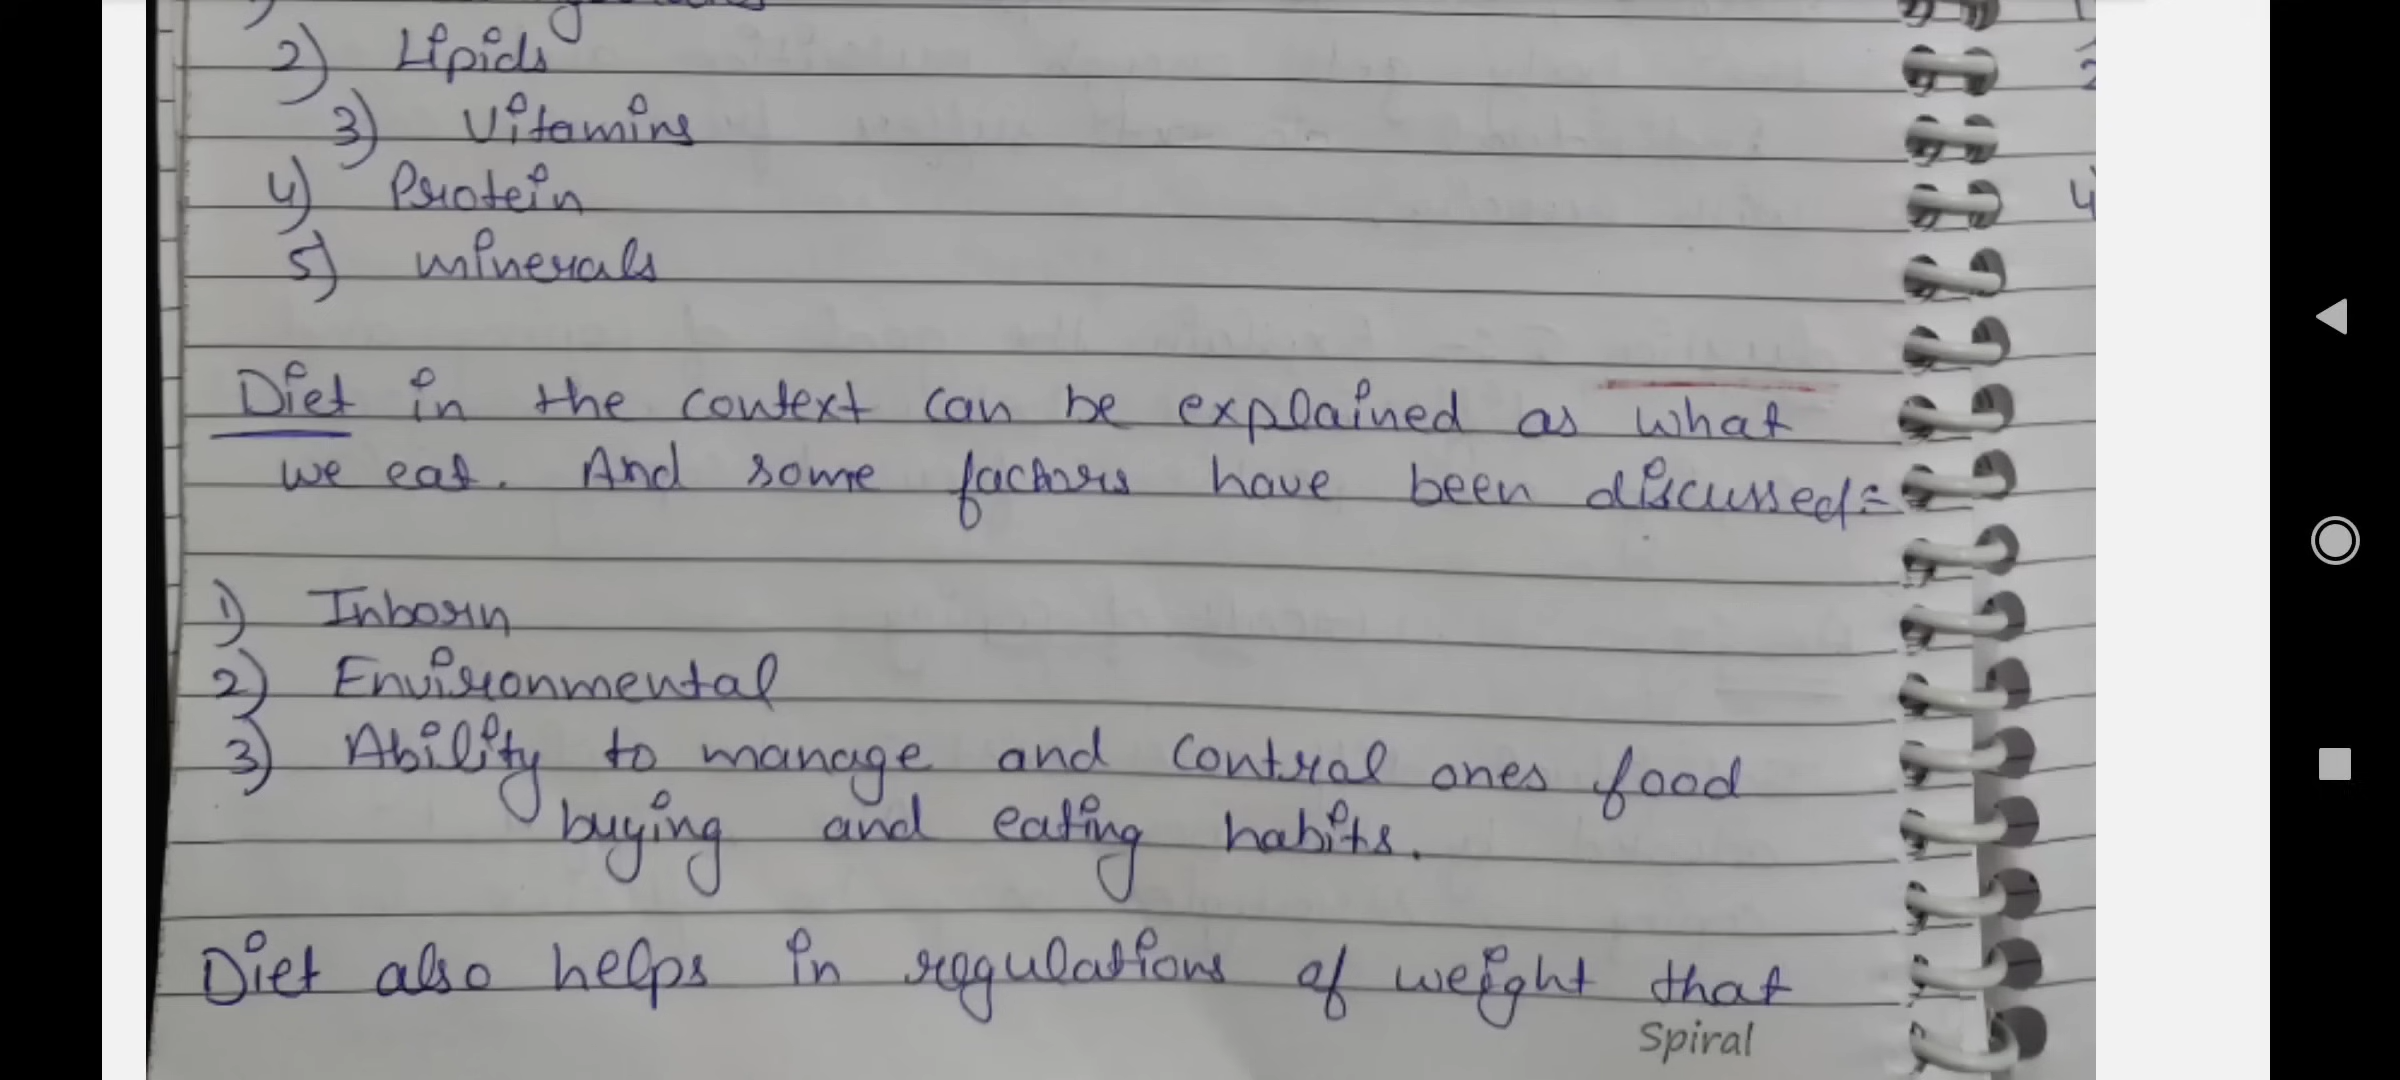 2) Lipids
3) Vitamins
4) Protein
5) minerals
Diet in the context can be explained as what
we eat. And some factors have been discussed:
1) Inborn
2) Environmental
3) Ability to manage and control ones food
buying and eating habits.
Diet also helps in regulations of weight that
Spiral